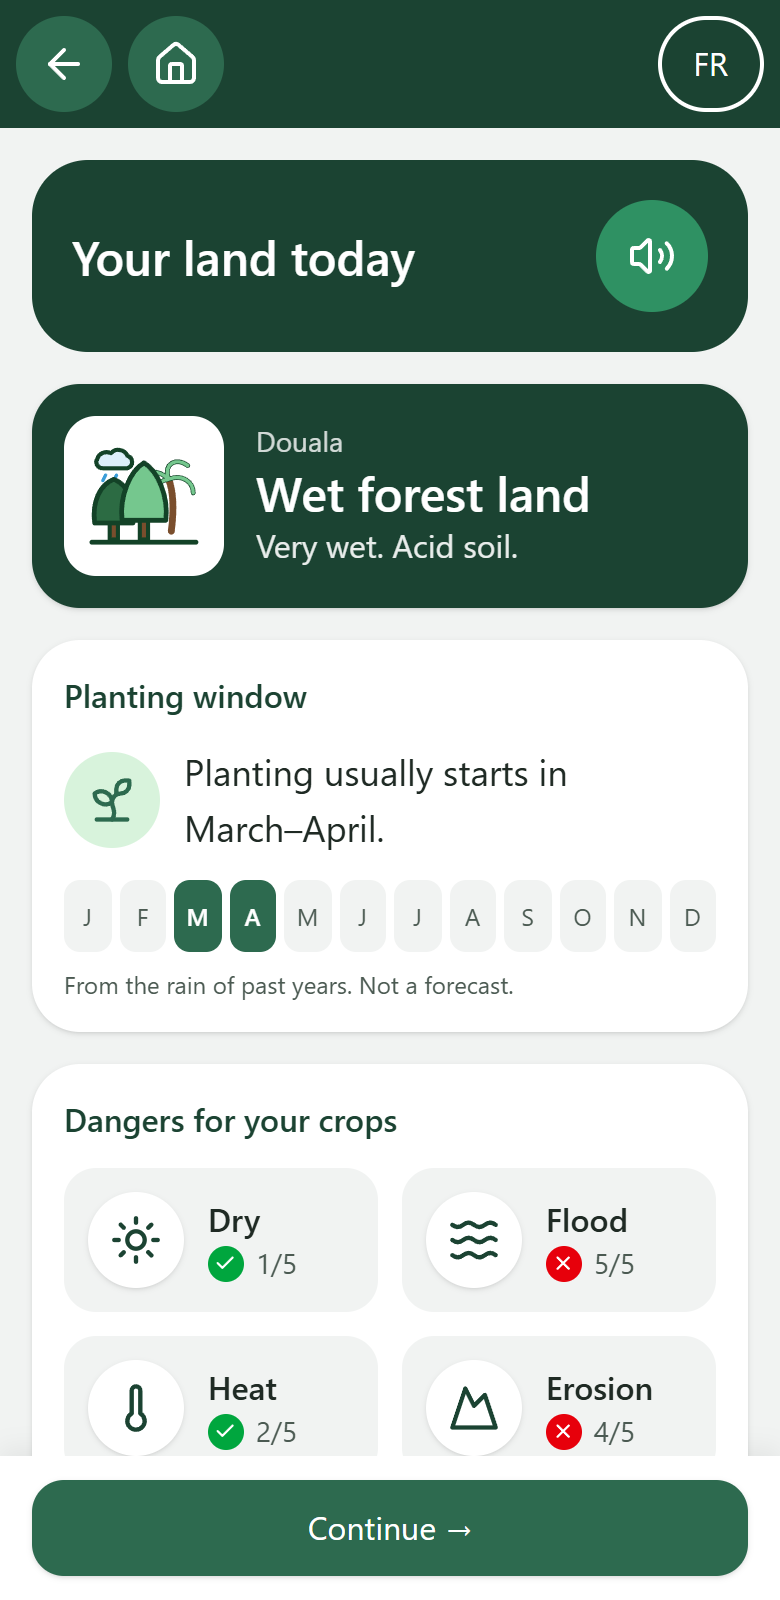 FR
Your land today
Douala
Wet forest land
Very wet. Acid soil.
Planting window
Planting usually starts in
March–April.
J F M A M J J A S O N D
From the rain of past years. Not a forecast.
Dangers for your crops
Dry
1/5
Flood
5/5
Heat
2/5
Erosion
4/5
Continue →